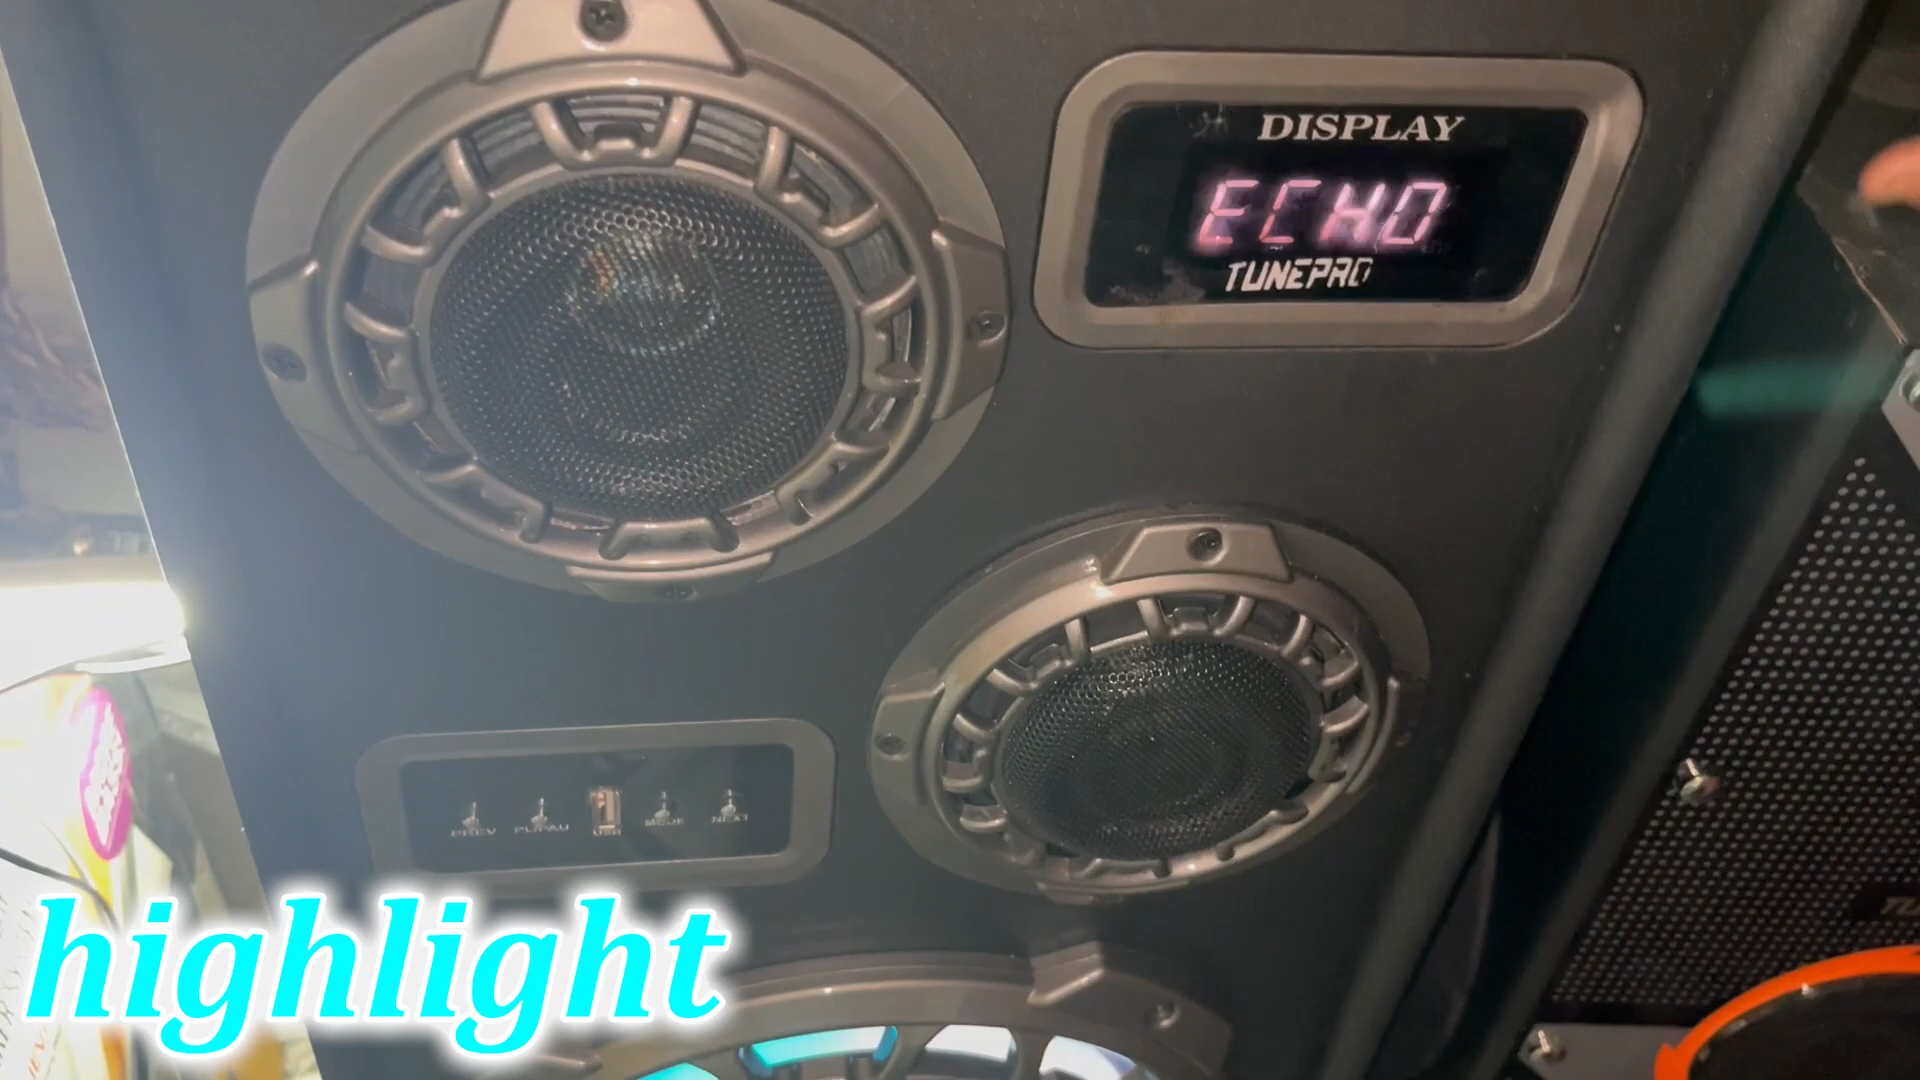 DISPLAY
ECHO
TUNEPRO
PREV PL/PAU USB MODE NEXT
highlight